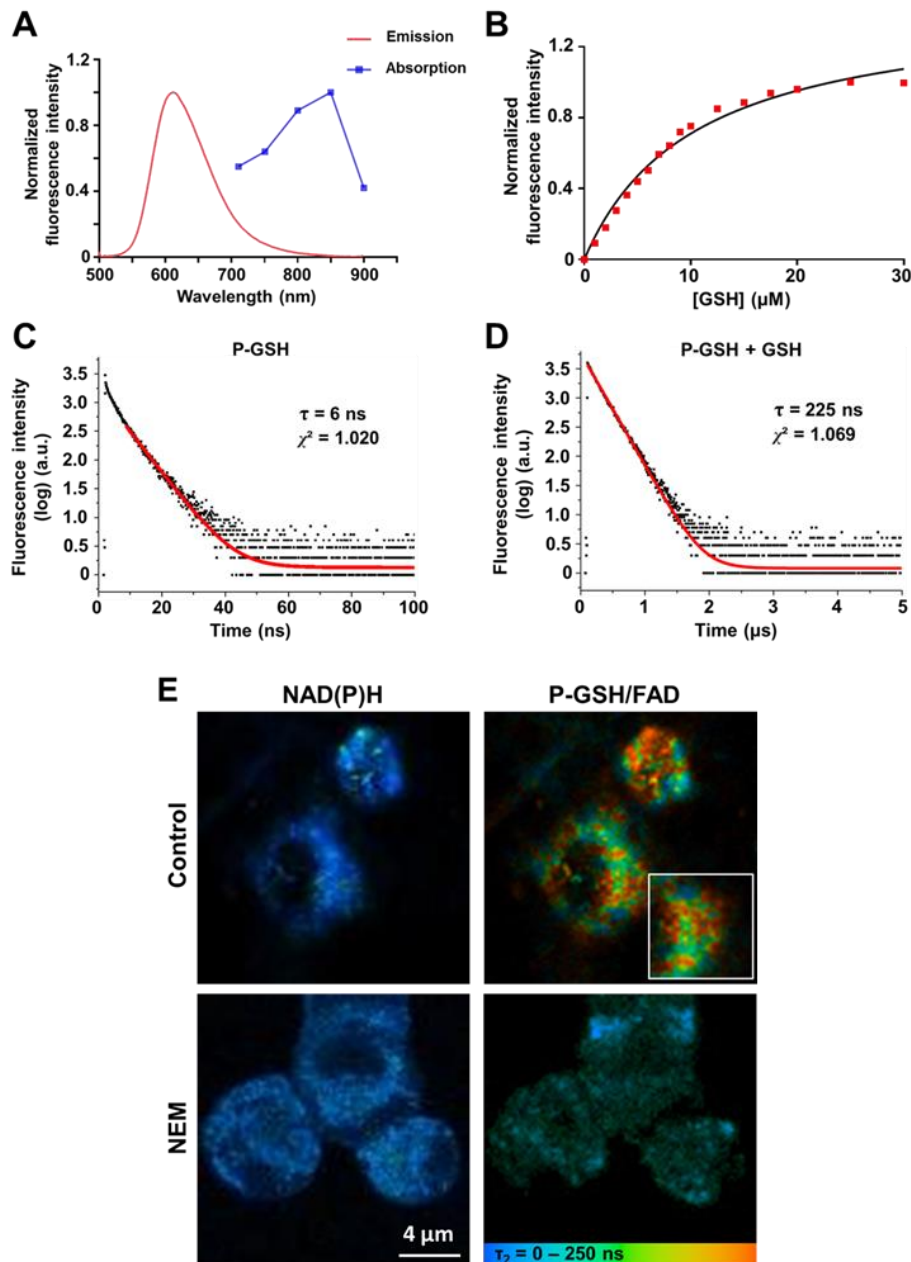 A
Emission
Absorption
Normalized
fluorescence intensity
1.2
0.8
0.4
0
500 600 700 800 900
Wavelength (nm)
B
Normalized
fluorescence intensity
1.2
0.8
0.4
0
0 10 20 30
[GSH] (µM)
C
P-GSH
Fluorescence intensity
(log) (a.u.)
3.5
3.0
2.5
2.0
1.5
1.0
0.5
0
τ = 6 ns
χ² = 1.020
0 20 40 60 80 100
Time (ns)
D
P-GSH + GSH
Fluorescence intensity
(log) (a.u.)
3.5
3.0
2.5
2.0
1.5
1.0
0.5
0
τ = 225 ns
χ² = 1.069
0 1 2 3 4 5
Time (µs)
E
NAD(P)H P-GSH/FAD
Control
NEM
4 µm
τ₂ = 0 – 250 ns